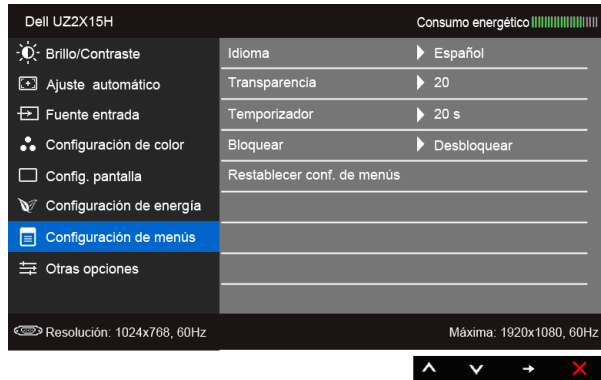 Dell UZ2X15H Consumo energético
Brillo/Contraste Idioma Español
Ajuste automático Transparencia 20
Fuente entrada Temporizador 20 s
Configuración de color Bloquear Desbloquear
Config. pantalla Restablecer conf. de menús
Configuración de energía
Configuración de menús
Otras opciones
Resolución: 1024x768, 60Hz Máxima: 1920x1080, 60Hz